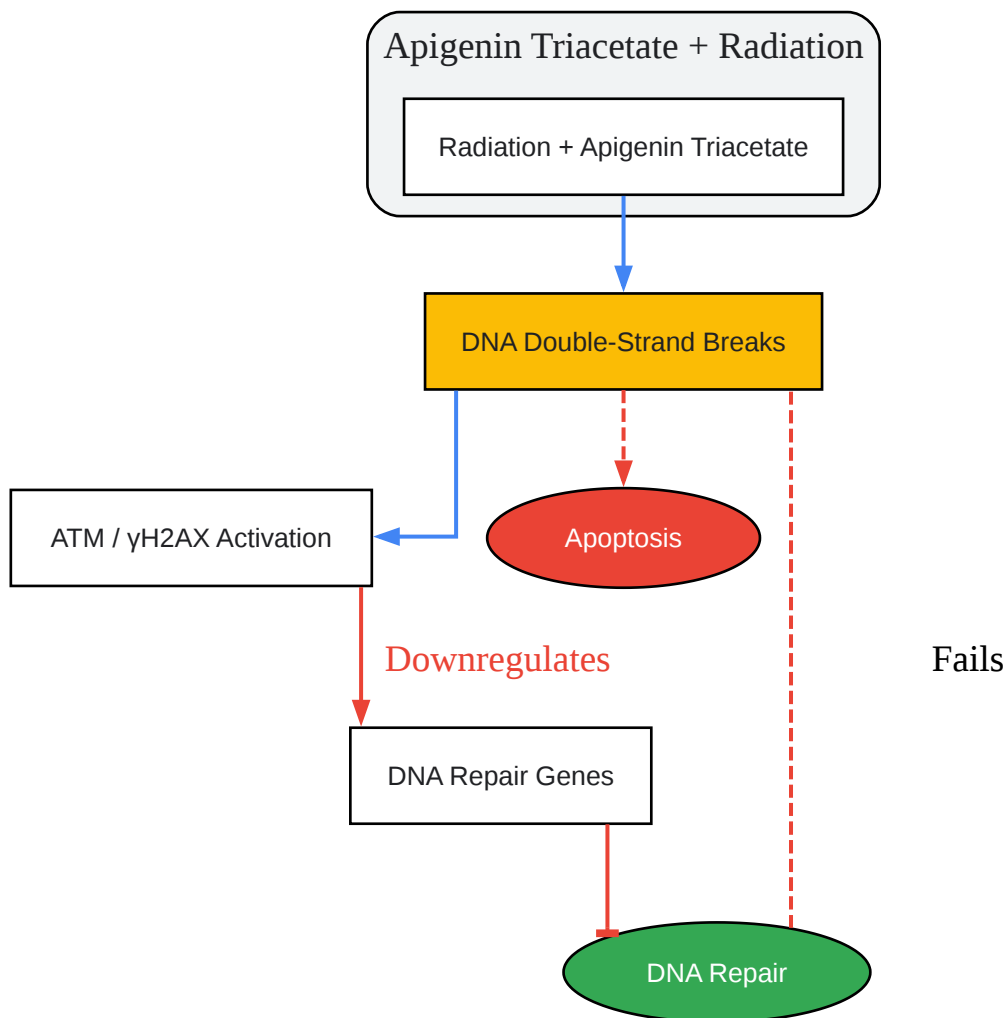 Apigenin Triacetate + Radiation
Radiation + Apigenin Triacetate
DNA Double-Strand Breaks
ATM / γH2AX Activation
Apoptosis
Downregulates
Fails
DNA Repair Genes
DNA Repair